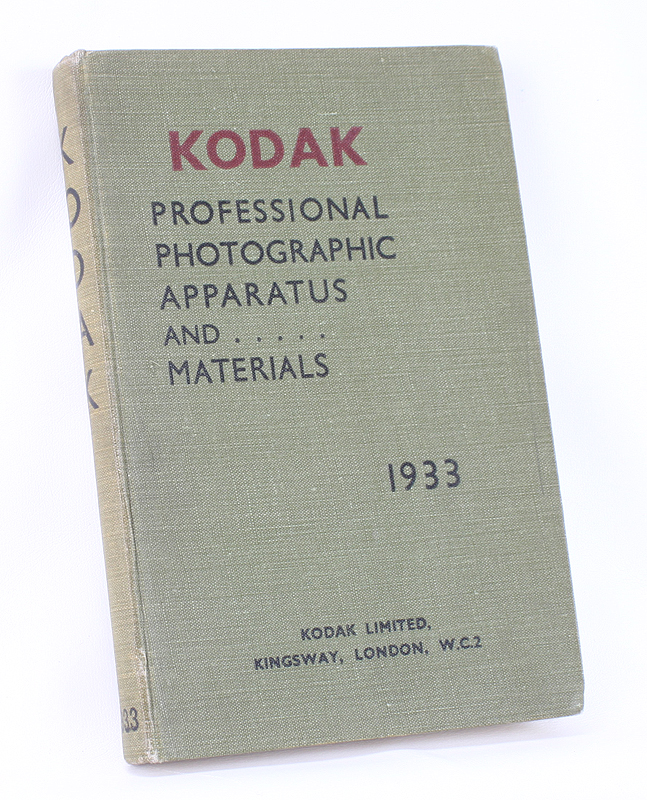 KODAK
PROFESSIONAL
PHOTOGRAPHIC
APPARATUS
AND . . . . .
MATERIALS
1933
KODAK LIMITED,
KINGSWAY, LONDON, W.C.2
KODAK
33